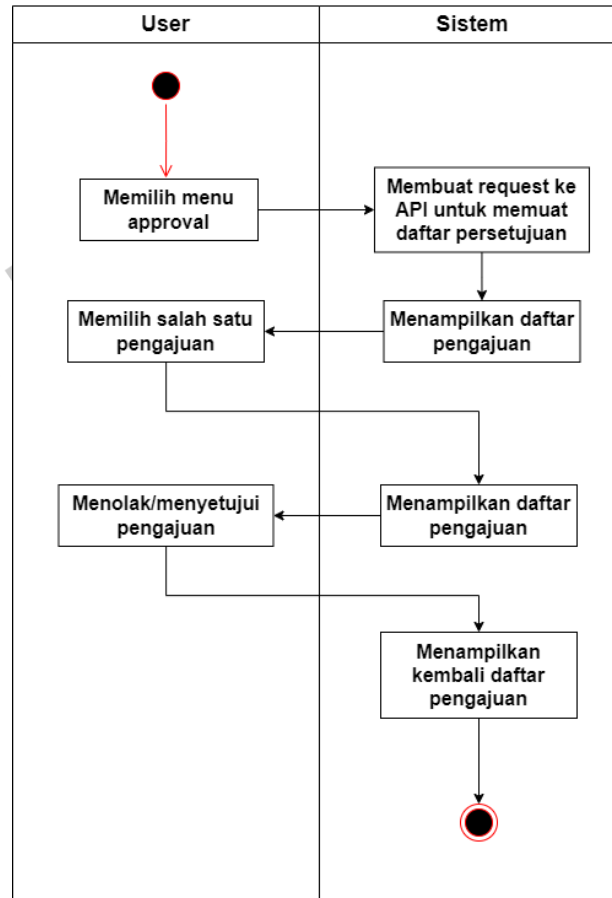 User
Sistem
Memilih menu
approval
Membuat request ke
API untuk memuat
daftar persetujuan
Memilih salah satu
pengajuan
Menampilkan daftar
pengajuan
Menolak/menyetujui
pengajuan
Menampilkan daftar
pengajuan
Menampilkan
kembali daftar
pengajuan